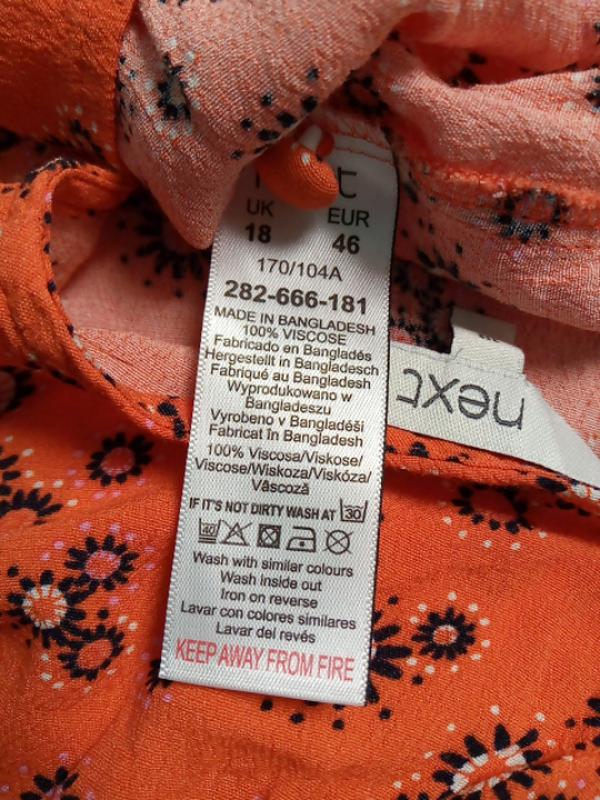 UK EUR
18 46
170/104A
282-666-181
MADE IN BANGLADESH
100% VISCOSE
Fabricado en Bangladés
Hergestellt in Bangladesch
Fabriqué au Bangladesh
Wyprodukowano w
Bangladeszu
Vyrobeno v Bangladéši
Fabricat în Bangladesh
100% Viscosa/Viskose/
Viscose/Wiskoza/Viskóza/
Vâscoză
IF IT'S NOT DIRTY WASH AT 30
40
Wash with similar colours
Wash inside out
Iron on reverse
Lavar con colores similares
Lavar del revés
KEEP AWAY FROM FIRE
next